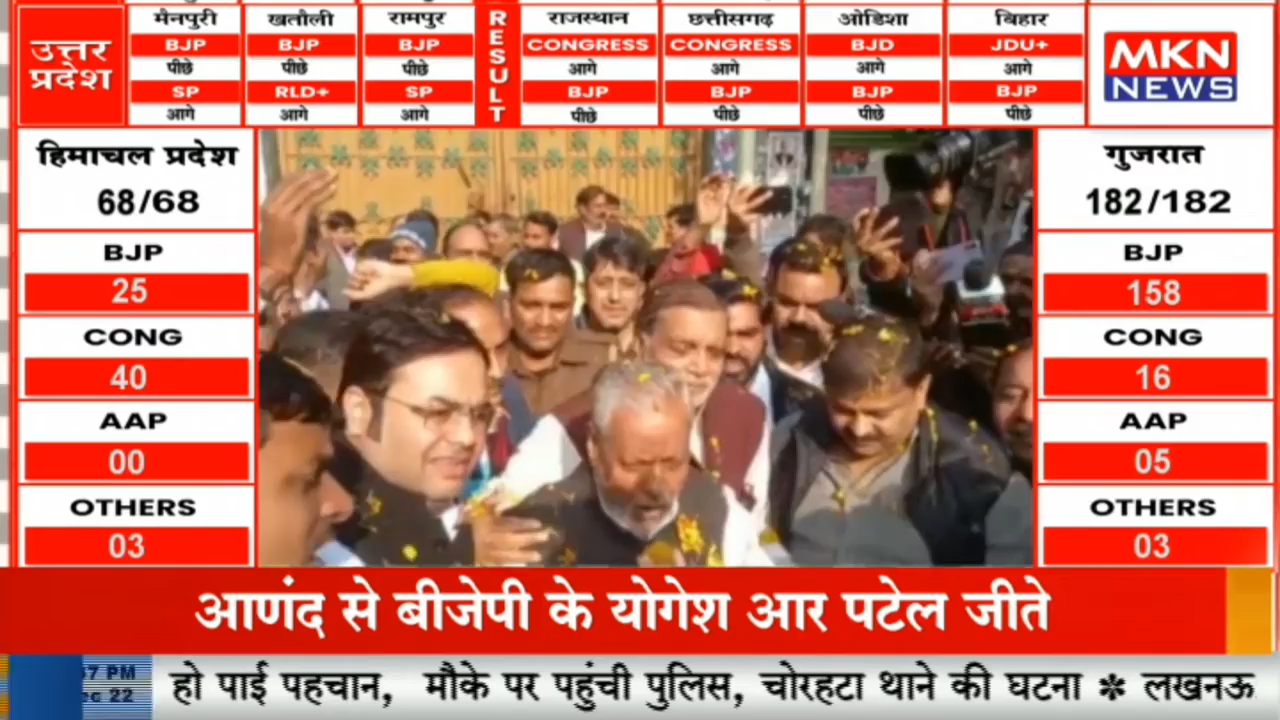 उत्तर
प्रदेश
मैनपुरी
BJP
पीछे
SP
आगे
खतौली
BJP
पीछे
RLD+
आगे
रामपुर
BJP
पीछे
SP
आगे
RESULT
राजस्थान
CONGRESS
आगे
BJP
पीछे
छत्तीसगढ़
CONGRESS
आगे
BJP
पीछे
ओडिशा
BJD
आगे
BJP
पीछे
बिहार
JDU+
आगे
BJP
पीछे
MKN
NEWS
हिमाचल प्रदेश
68/68
BJP
25
CONG
40
AAP
00
OTHERS
03
गुजरात
182/182
BJP
158
CONG
16
AAP
05
OTHERS
03
आणंद से बीजेपी के योगेश आर पटेल जीते
PM
22
हो पाई पहचान, मौके पर पहुंची पुलिस, चोरहटा थाने की घटना * लखनऊ